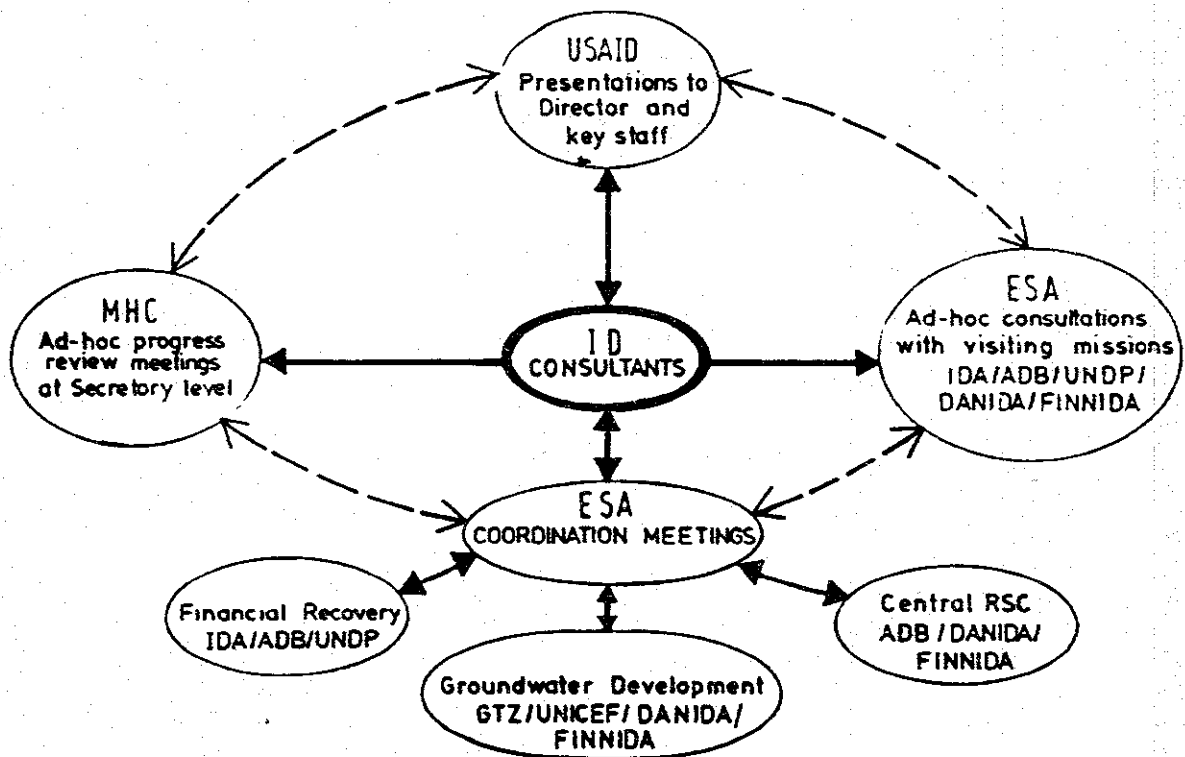 USAID
Presentations to
Director and
key staff
MHC
Ad-hoc progress
review meetings
at Secretary level
ID
CONSULTANTS
ESA
Ad-hoc consultations
with visiting missions
IDA/ADB/UNDP/
DANIDA/FINNIDA
ESA
COORDINATION MEETINGS
Financial Recovery
IDA/ADB/UNDP
Groundwater Development
GTZ/UNICEF/DANIDA/
FINNIDA
Central RSC
ADB/DANIDA/
FINNIDA